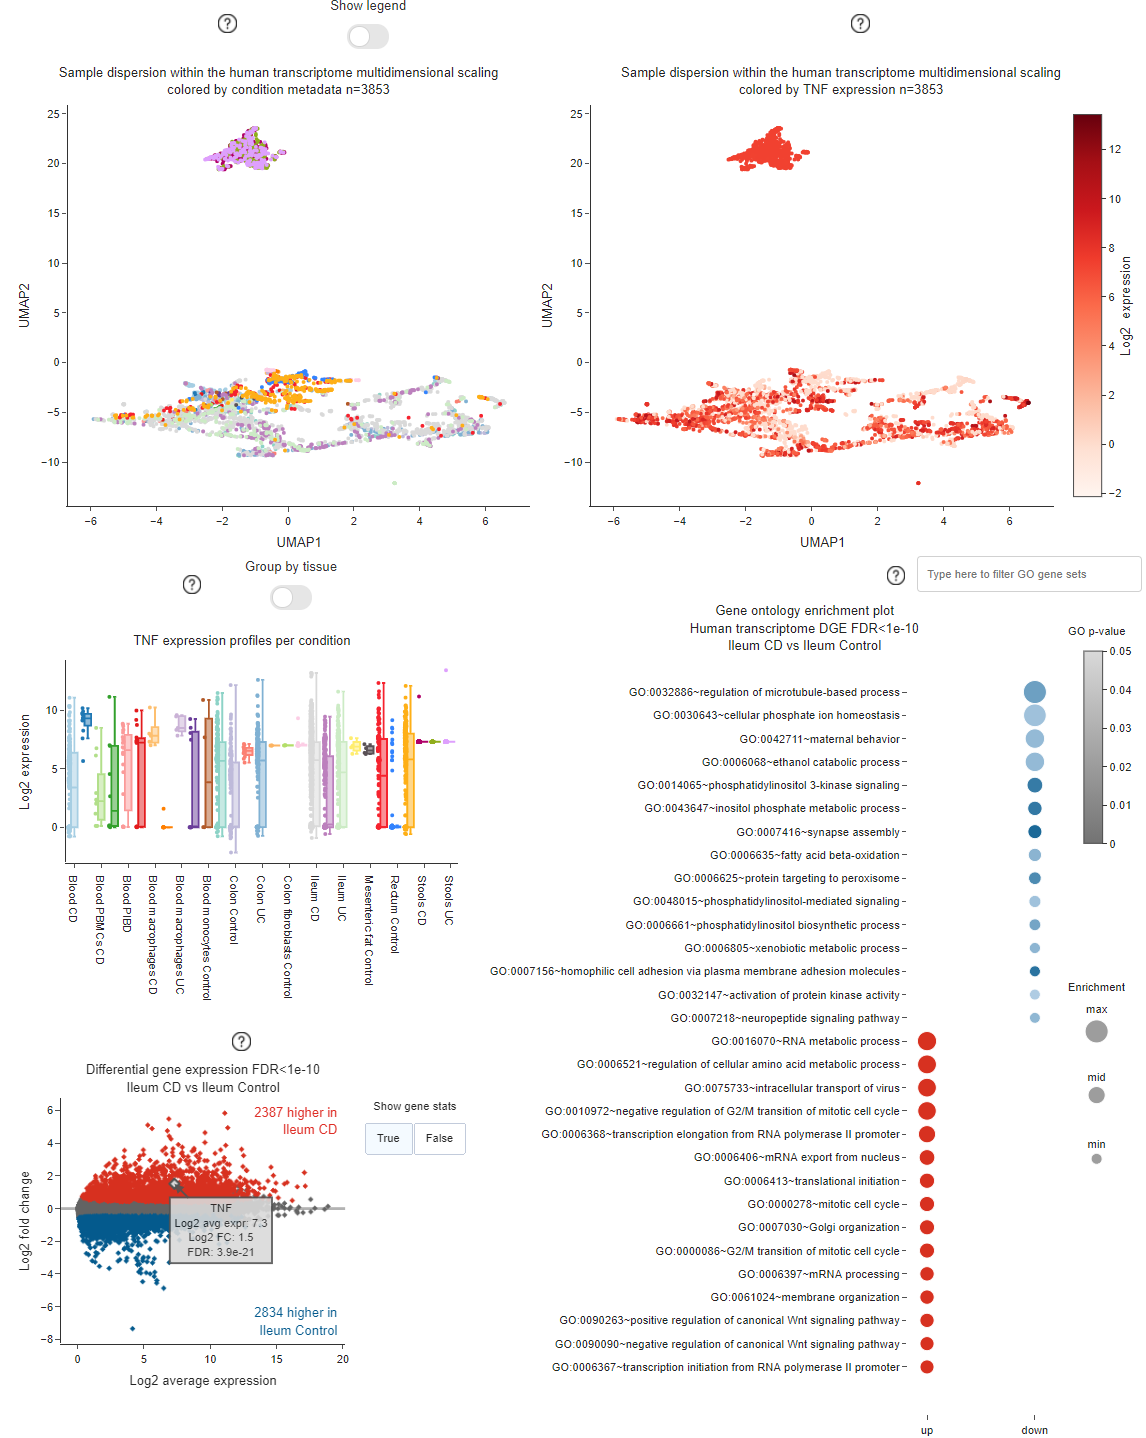 Show legend
?
?
Sample dispersion within the human transcriptome multidimensional scaling
colored by condition metadata n=3853
25
20
15
10
5
0
−5
−10
UMAP2
−6
−4
−2
0
2
4
6
UMAP1
Sample dispersion within the human transcriptome multidimensional scaling
colored by TNF expression n=3853
25
20
15
10
5
0
−5
−10
UMAP2
−6
−4
−2
0
2
4
6
UMAP1
12
10
8
6
4
2
0
−2
Log2 expression
Group by tissue
?
TNF expression profiles per condition
10
5
0
Log2 expression
Blood CD
Blood PBMCs CD
Blood PIBD
Blood macrophages CD
Blood macrophages UC
Blood monocytes Control
Colon Control
Colon UC
Colon fibroblasts Control
Ileum CD
Ileum UC
Mesenteric fat Control
Rectum Control
Stools CD
Stools UC
?
Type here to filter GO gene sets
Gene ontology enrichment plot
Human transcriptome DGE FDR<1e-10
Ileum CD vs Ileum Control
GO:0032886~regulation of microtubule-based process
GO:0030643~cellular phosphate ion homeostasis
GO:0042711~maternal behavior
GO:0006068~ethanol catabolic process
GO:0014065~phosphatidylinositol 3-kinase signaling
GO:0043647~inositol phosphate metabolic process
GO:0007416~synapse assembly
GO:0006635~fatty acid beta-oxidation
GO:0006625~protein targeting to peroxisome
GO:0048015~phosphatidylinositol-mediated signaling
GO:0006661~phosphatidylinositol biosynthetic process
GO:0006805~xenobiotic metabolic process
GO:0007156~homophilic cell adhesion via plasma membrane adhesion molecules
GO:0032147~activation of protein kinase activity
GO:0007218~neuropeptide signaling pathway
GO:0016070~RNA metabolic process
GO:0006521~regulation of cellular amino acid metabolic process
GO:0075733~intracellular transport of virus
GO:0010972~negative regulation of G2/M transition of mitotic cell cycle
GO:0006368~transcription elongation from RNA polymerase II promoter
GO:0006406~mRNA export from nucleus
GO:0006413~translational initiation
GO:0000278~mitotic cell cycle
GO:0007030~Golgi organization
GO:0000086~G2/M transition of mitotic cell cycle
GO:0006397~mRNA processing
GO:0061024~membrane organization
GO:0090263~positive regulation of canonical Wnt signaling pathway
GO:0090090~negative regulation of canonical Wnt signaling pathway
GO:0006367~transcription initiation from RNA polymerase II promoter
up
down
GO p-value
0.05
0.04
0.03
0.02
0.01
0
Enrichment
max
mid
min
?
Differential gene expression FDR<1e-10
Ileum CD vs Ileum Control
6
4
2
0
−2
−4
−6
−8
Log2 fold change
2387 higher in
Ileum CD
TNF
Log2 avg expr: 7.3
Log2 FC: 1.5
FDR: 3.9e-21
2834 higher in
Ileum Control
0
5
10
15
20
Log2 average expression
Show gene stats
True
False